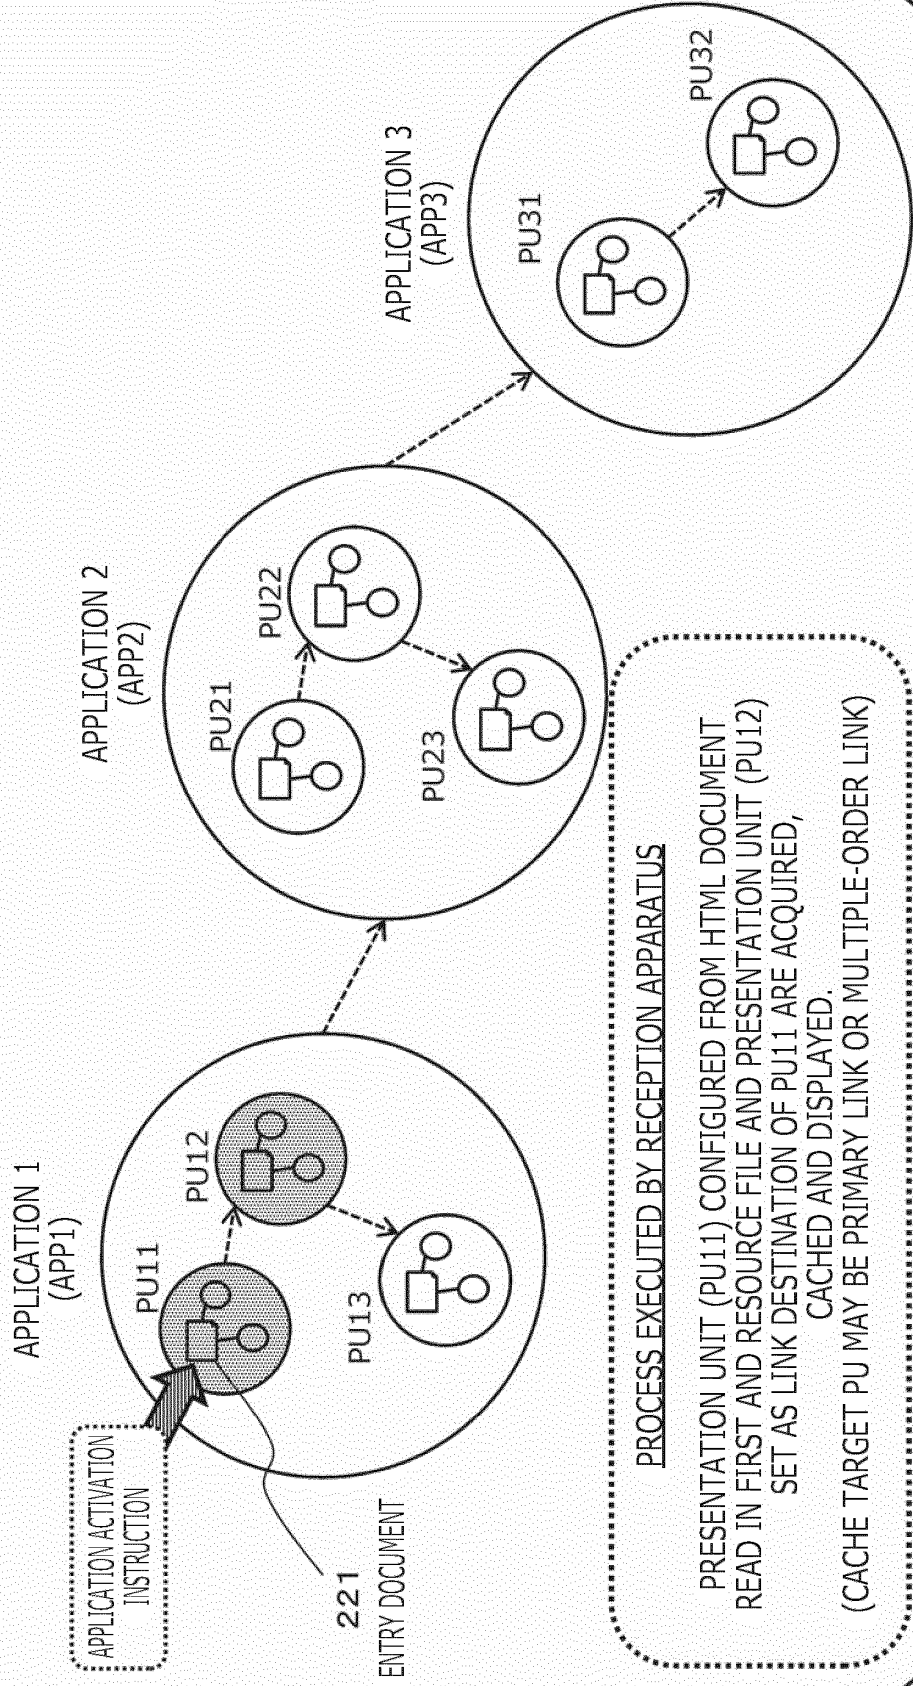 APPLICATION 1
(APP1)
APPLICATION ACTIVATION
INSTRUCTION
PU11
PU12
PU13
221
ENTRY DOCUMENT
APPLICATION 2
(APP2)
PU21
PU22
PU23
APPLICATION 3
(APP3)
PU31
PU32
PROCESS EXECUTED BY RECEPTION APPARATUS
PRESENTATION UNIT (PU11) CONFIGURED FROM HTML DOCUMENT
READ IN FIRST AND RESOURCE FILE AND PRESENTATION UNIT (PU12)
SET AS LINK DESTINATION OF PU11 ARE ACQUIRED,
CACHED AND DISPLAYED.
(CACHE TARGET PU MAY BE PRIMARY LINK OR MULTIPLE-ORDER LINK)